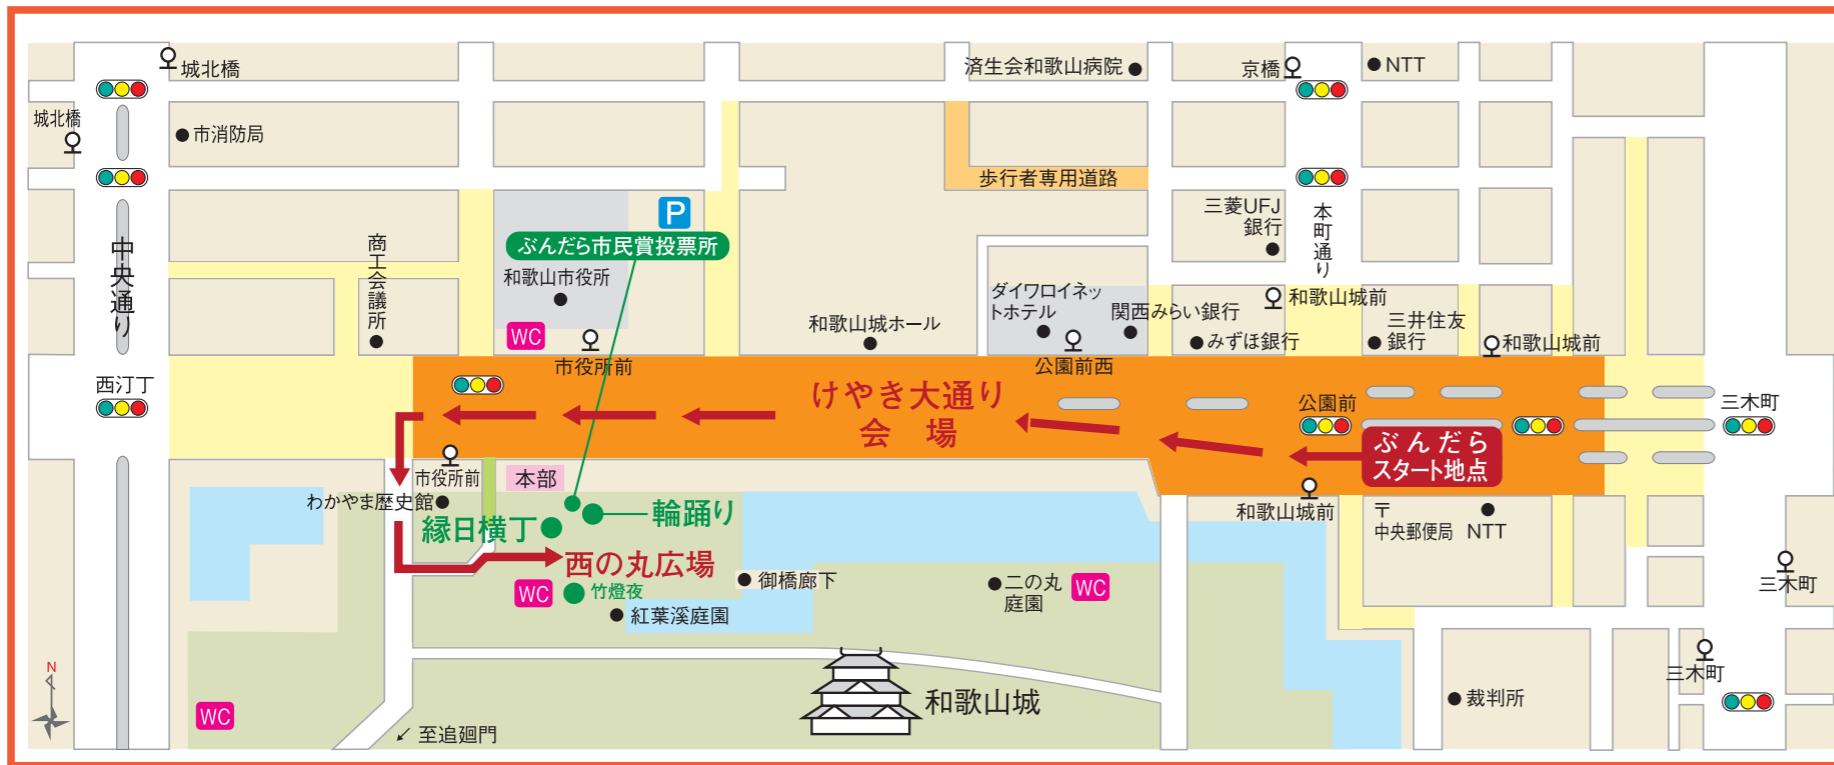 城北橋
済生会和歌山病院
京橋
NTT
城北橋
市消防局
歩行者専用道路
中央通り
商工会議所
P
ぶんだら市民賞投票所
和歌山市役所
WC
市役所前
和歌山城ホール
ダイワロイネッ
トホテル
公園前西
関西みらい銀行
三菱UFJ
銀行
本町通り
和歌山城前
みずほ銀行
三井住友
銀行
和歌山城前
西汀丁
けやき大通り
会 場
公園前
三木町
ぶんだら
スタート地点
市役所前
わかやま歴史館
本部
縁日横丁
輪踊り
西の丸広場
WC
竹燈夜
紅葉溪庭園
御橋廊下
二の丸
庭園
WC
和歌山城前
〒
中央郵便局
NTT
三木町
三木町
N
WC
至追廻門
和歌山城
裁判所